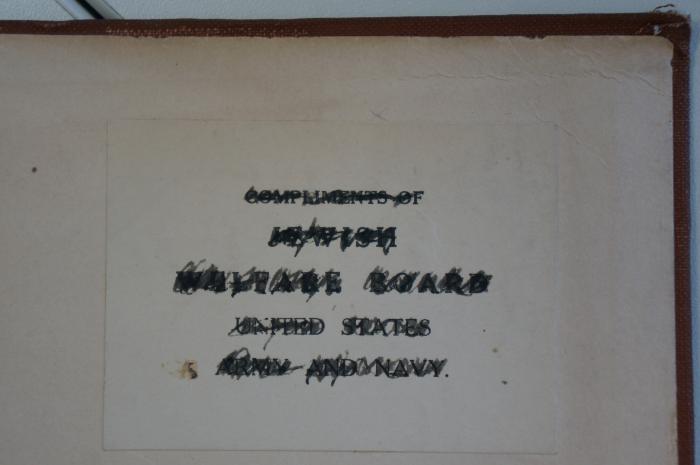 COMPLIMENTS OF
JEWISH
WELFARE BOARD
UNITED STATES
ARMY AND NAVY.